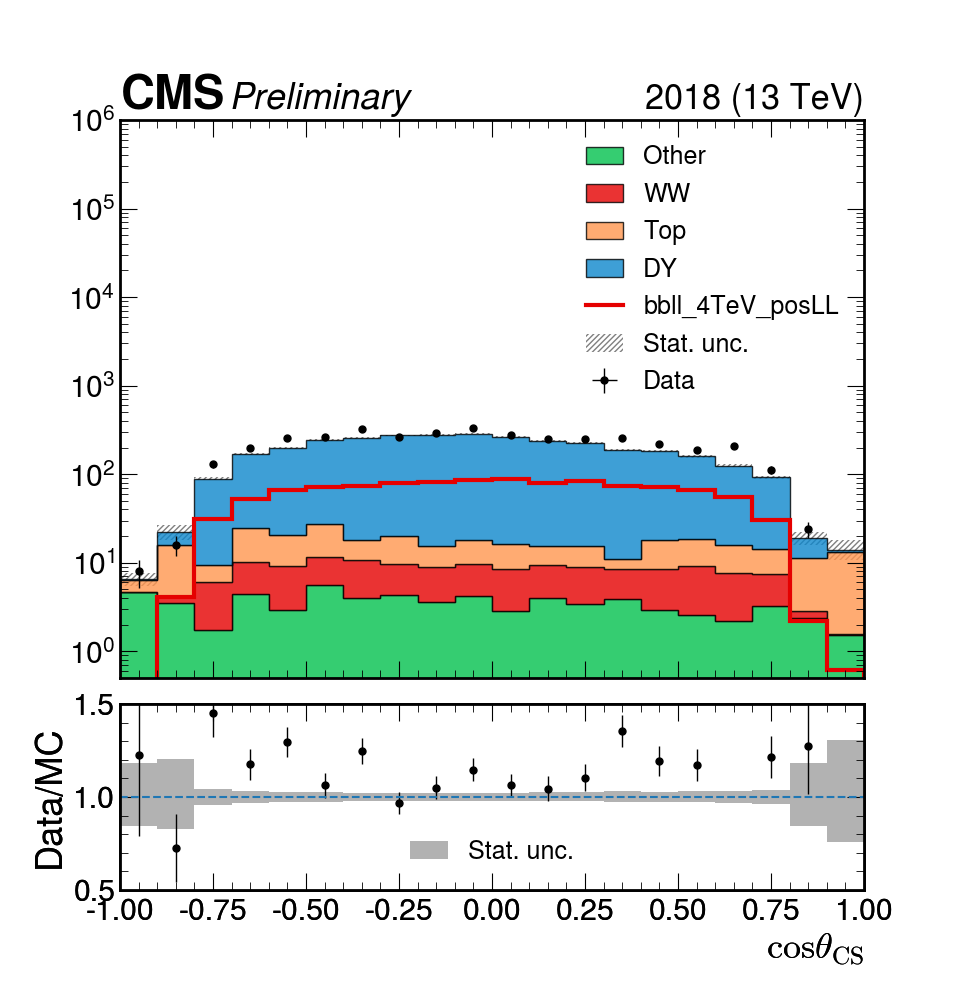 CMS Preliminary 2018 (13 TeV)
10^6
10^5
10^4
10^3
10^2
10^1
10^0
Other
WW
Top
DY
bbll_4TeV_posLL
Stat. unc.
Data
Data/MC
1.5
1.0
0.5
Stat. unc.
-1.00 -0.75 -0.50 -0.25 0.00 0.25 0.50 0.75 1.00
cosθ_CS